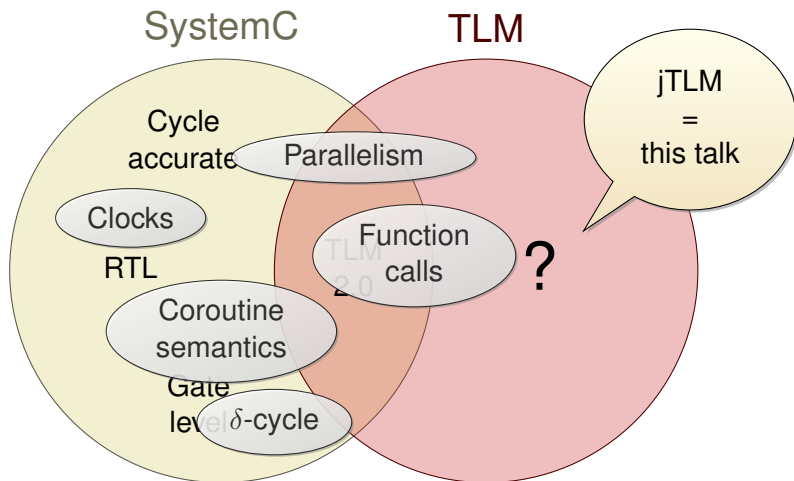 SystemC
TLM
jTLM
=
this talk
Cycle
accurate
Parallelism
Clocks
Function
calls
TLM
2.0
?
RTL
Coroutine
semantics
Gate
level
δ-cycle